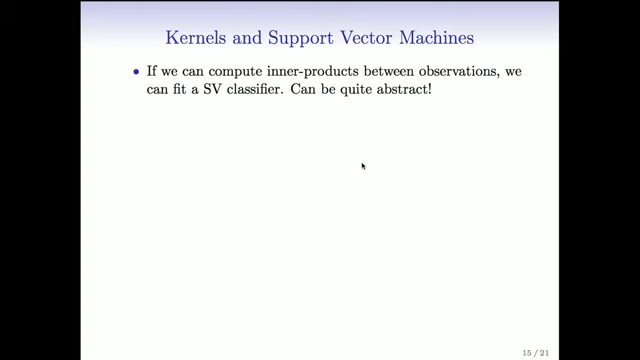 Kernels and Support Vector Machines
• If we can compute inner-products between observations, we
can fit a SV classifier. Can be quite abstract!
15 / 21